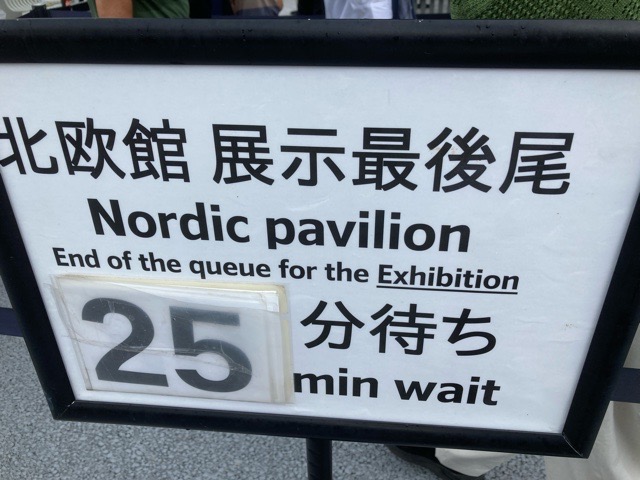 北欧館 展示最後尾
Nordic pavilion
End of the queue for the Exhibition
25 分待ち
min wait